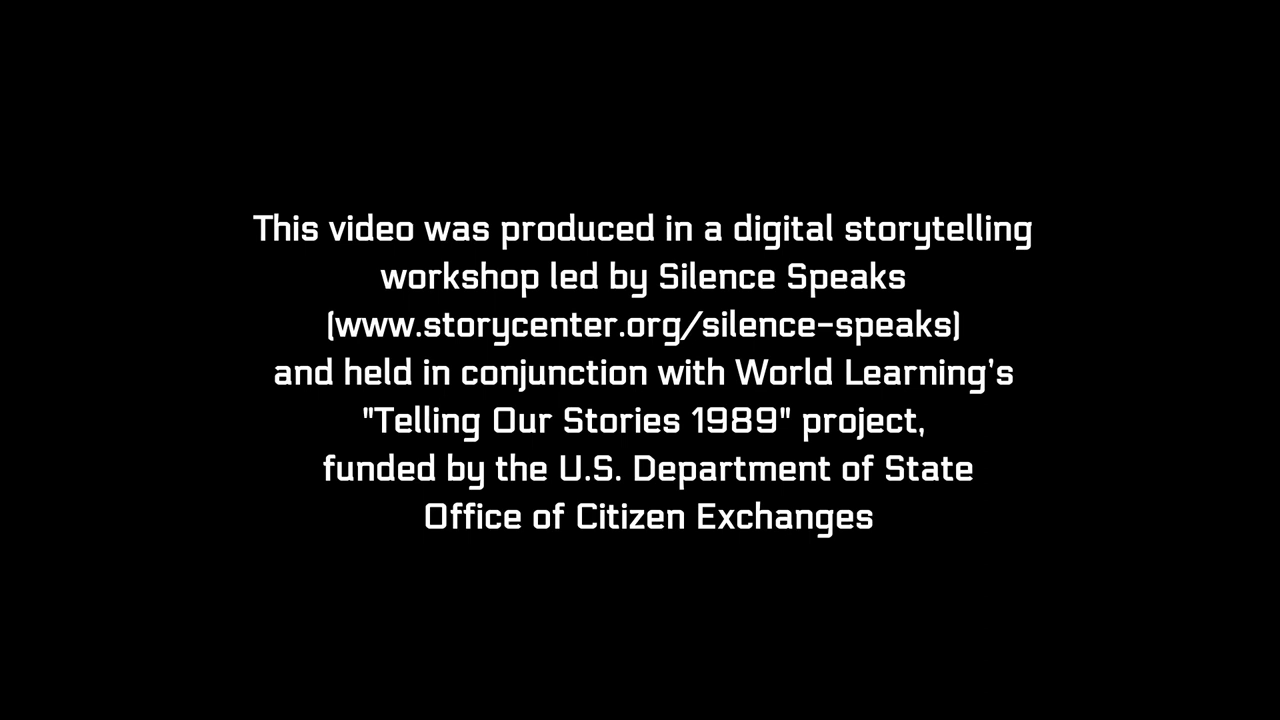 This video was produced in a digital storytelling
workshop led by Silence Speaks
(www.storycenter.org/silence-speaks)
and held in conjunction with World Learning's
"Telling Our Stories 1989" project,
funded by the U.S. Department of State
Office of Citizen Exchanges